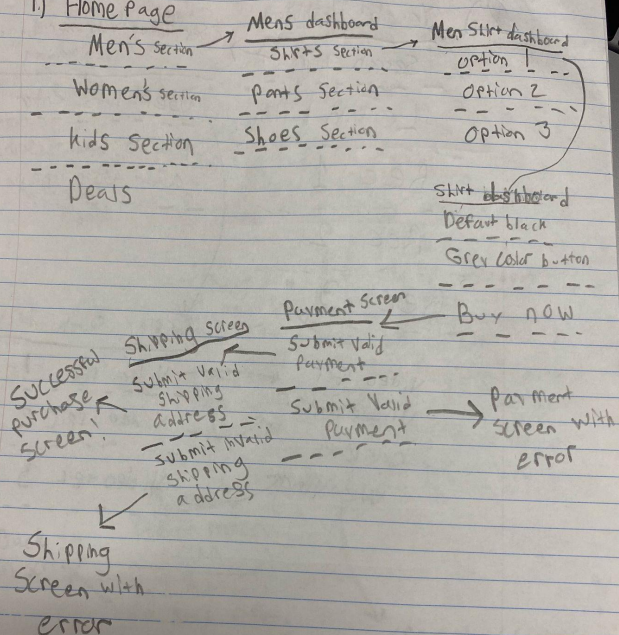 1.) Home Page
Men's Section
Women's Section
Kids Section
Deals
Mens dashboard
Shirts Section
Pants Section
Shoes Section
Men Shirt dashboard
Option 1
Option 2
Option 3
Shirt dashboard
Defaut black
Grey Color button
Buy now
Payment Screen
Submit Valid
Payment
Submit Valid
Payment
Payment
Screen with
error
Shipping Screen
Submit Valid
Shipping
address
Submit invalid
Shipping
address
Successful
purchase
Screen!
Shipping
Screen with
error